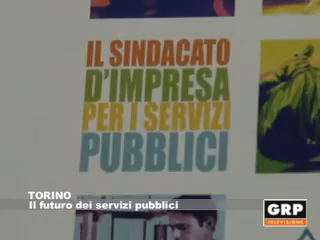 IL SINDACATO
D'IMPRESA
PER I SERVIZI
PUBBLICI
TORINO
Il futuro dei servizi pubblici
GRP
TELEVISIONE